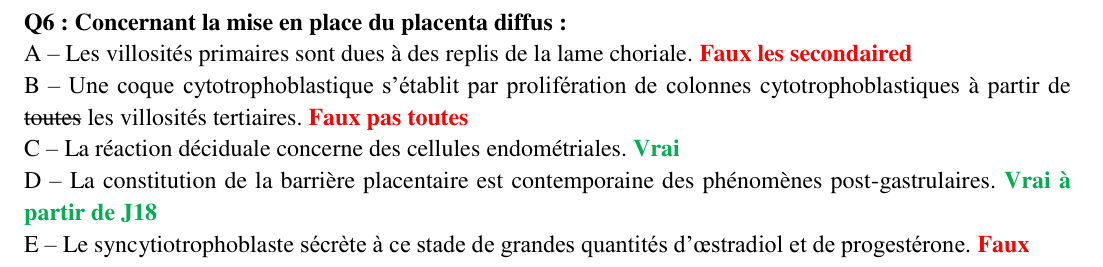 Q6 : Concernant la mise en place du placenta diffus :
A – Les villosités primaires sont dues à des replis de la lame choriale. Faux les secondaired
B – Une coque cytotrophoblastique s’établit par prolifération de colonnes cytotrophoblastiques à partir de
toutes les villosités tertiaires. Faux pas toutes
C – La réaction déciduale concerne des cellules endométriales. Vrai
D – La constitution de la barrière placentaire est contemporaine des phénomènes post-gastrulaires. Vrai à
partir de J18
E – Le syncytiotrophoblaste sécrète à ce stade de grandes quantités d’œstradiol et de progestérone. Faux